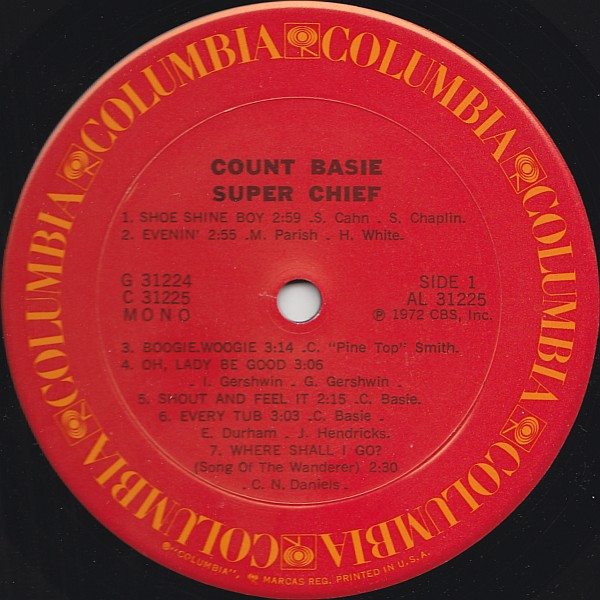 COLUMBIA COLUMBIA COLUMBIA COLUMBIA COLUMBIA COLUMBIA
COUNT BASIE
SUPER CHIEF
1. SHOE SHINE BOY 2:59 .S. Cahn . S. Chaplin.
2. EVENIN' 2:55 .M. Parish . H. White.
G 31224
C 31225
MONO
SIDE 1
AL 31225
℗ 1972 CBS, Inc.
3. BOOGIE.WOOGIE 3:14 .C. "Pine Top" Smith.
4. OH, LADY BE GOOD 3:06
. I. Gershwin . G. Gershwin .
5. SHOUT AND FEEL IT 2:15 .C. Basie.
6. EVERY TUB 3:03 .C. Basie .
E. Durham . J. Hendricks.
7. WHERE SHALL I GO?
(Song Of The Wanderer) 2:30
. C. N. Daniels .
®"COLUMBIA", MARCAS REG. PRINTED IN U.S.A.